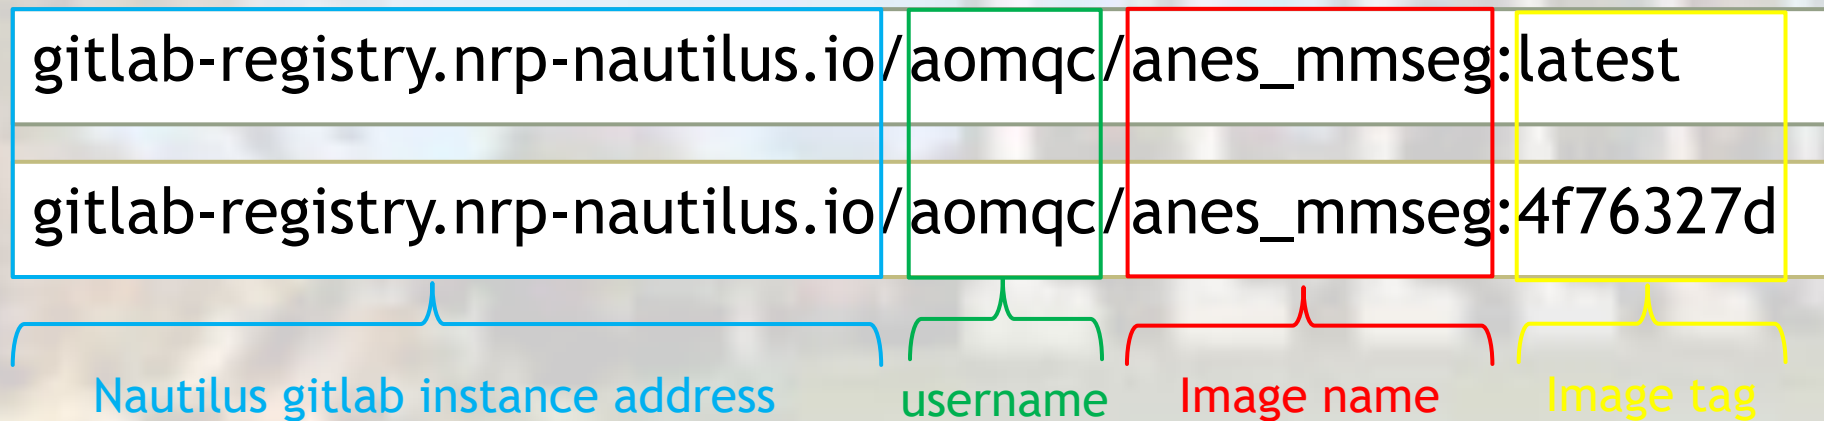 gitlab-registry.nrp-nautilus.io/aomqc/anes_mmseg:latest
gitlab-registry.nrp-nautilus.io/aomqc/anes_mmseg:4f76327d
Nautilus gitlab instance address username Image name Image tag